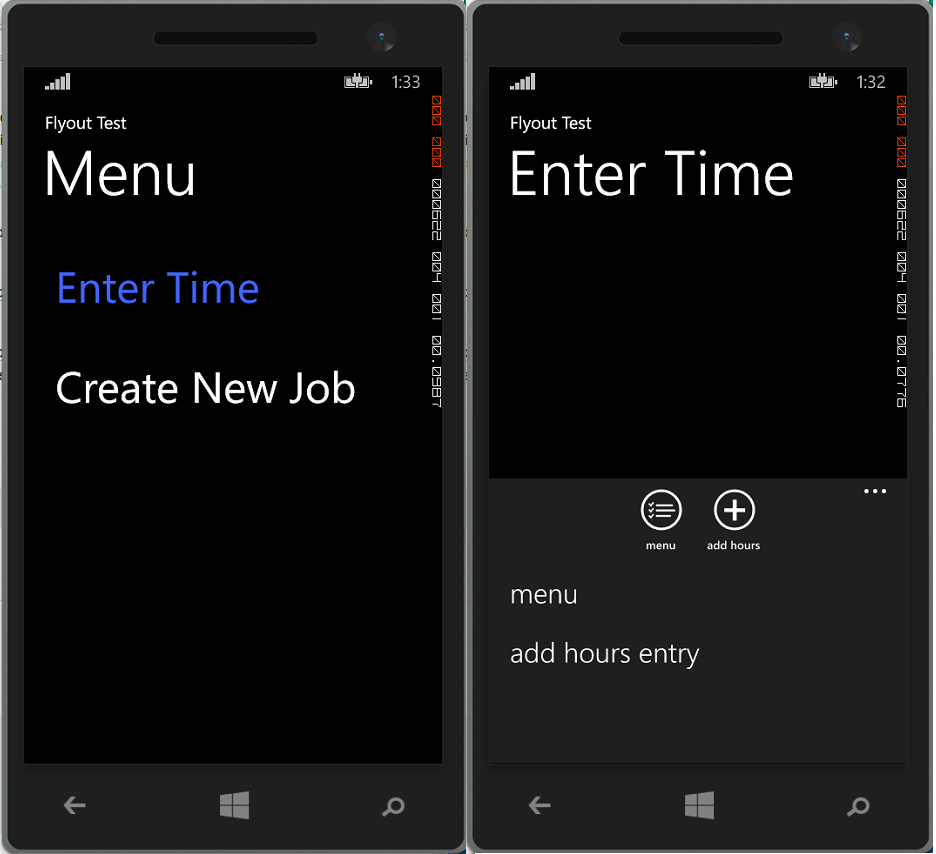 1:33
Flyout Test
Menu
Enter Time
Create New Job
000 000 000622 004 001 00.0987
1:32
Flyout Test
Enter Time
000 000 000622 004 001 00.0776
menu
add hours
menu
add hours entry